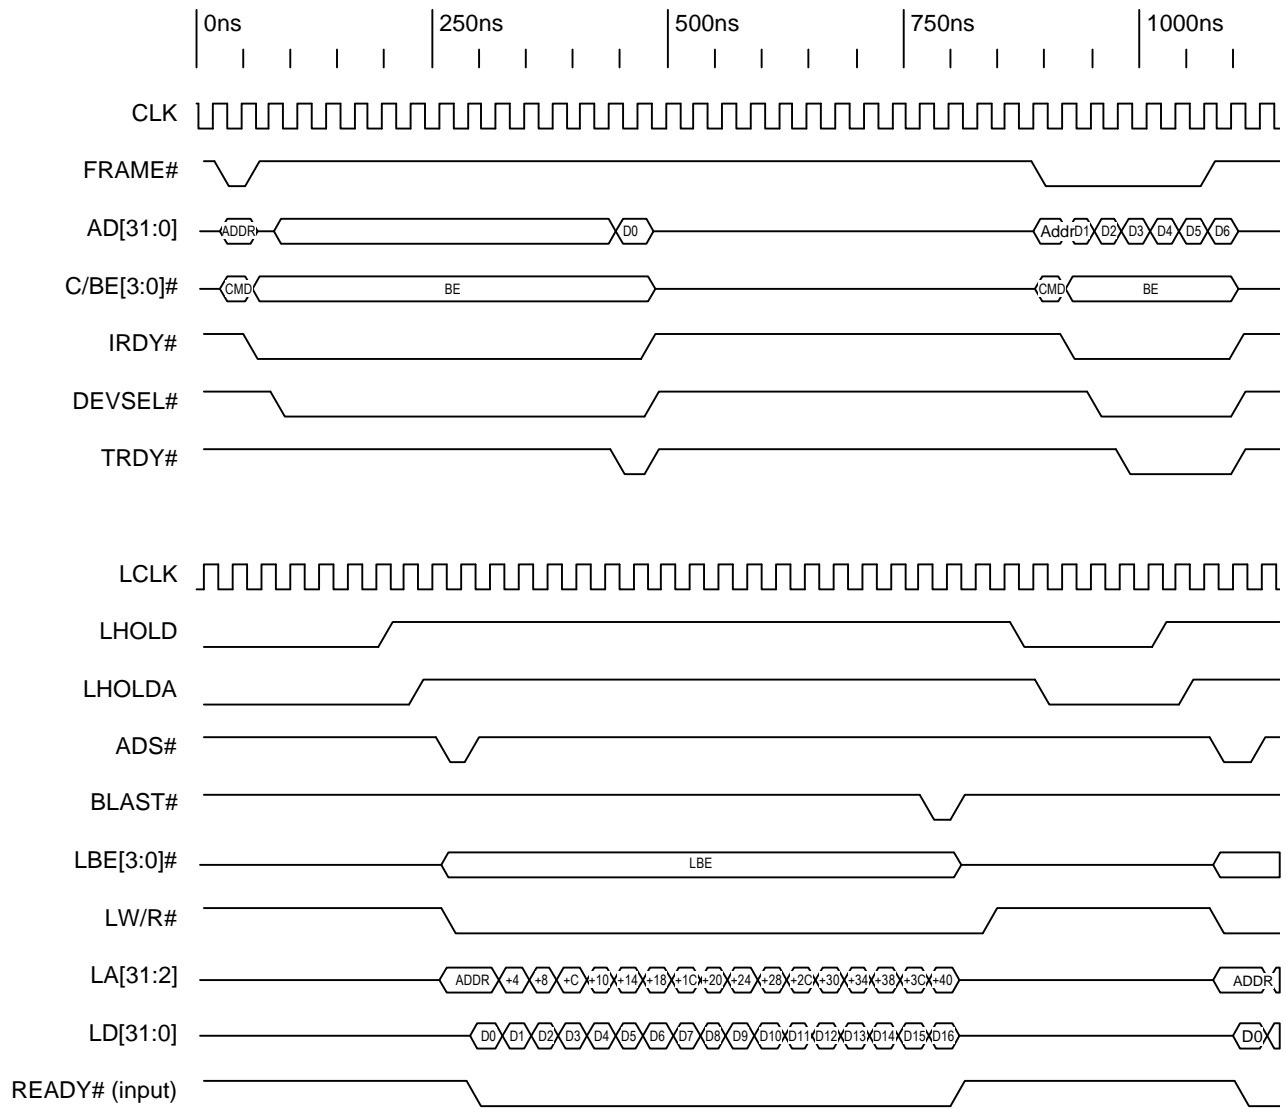 0ns 250ns 500ns 750ns 1000ns
CLK
FRAME#
AD[31:0] ADDR D0 Addr D1 D2 D3 D4 D5 D6
C/BE[3:0]# CMD BE CMD BE
IRDY#
DEVSEL#
TRDY#
LCLK
LHOLD
LHOLDA
ADS#
BLAST#
LBE[3:0]# LBE
LW/R#
LA[31:2] ADDR +4 +8 +C +10 +14 +18 +1C +20 +24 +28 +2C +30 +34 +38 +3C +40 ADDR
LD[31:0] D0 D1 D2 D3 D4 D5 D6 D7 D8 D9 D10 D11 D12 D13 D14 D15 D16 D0
READY# (input)